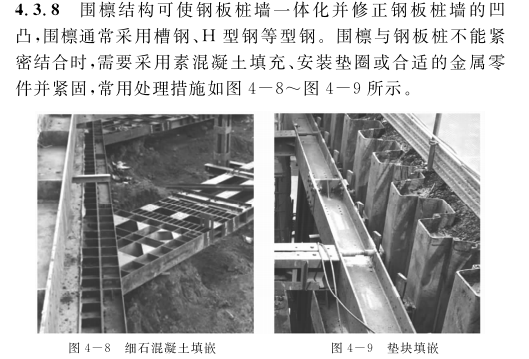 4.3.8 围檩结构可使钢板桩墙一体化并修正钢板桩墙的凹
凸,围檩通常采用槽钢、H 型钢等型钢。围檩与钢板桩不能紧
密结合时,需要采用素混凝土填充、安装垫圈或合适的金属零
件并紧固,常用处理措施如图 4-8～图 4-9 所示。
图 4-8 细石混凝土填嵌
图 4-9 垫块填嵌